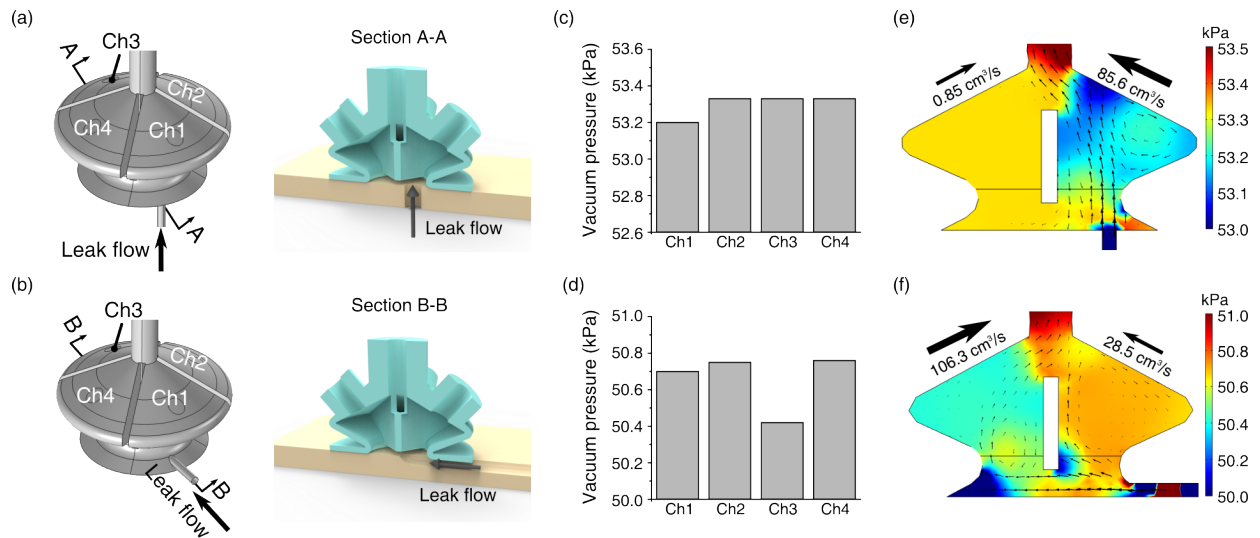 (a)
Ch3
A
Ch2
Ch4
Ch1
A
Leak flow
Section A-A
Leak flow
(c)
Vacuum pressure (kPa)
53.6
53.4
53.2
53.0
52.8
52.6
Ch1 Ch2 Ch3 Ch4
(e)
0.85 cm³/s
85.6 cm³/s
kPa
53.5
53.4
53.3
53.2
53.1
53.0
(b)
Ch3
B
Ch2
Ch4
Ch1
B
Leak flow
Section B-B
Leak flow
(d)
Vacuum pressure (kPa)
51.0
50.8
50.6
50.4
50.2
50.0
Ch1 Ch2 Ch3 Ch4
(f)
106.3 cm³/s
28.5 cm³/s
kPa
51.0
50.8
50.6
50.4
50.2
50.0